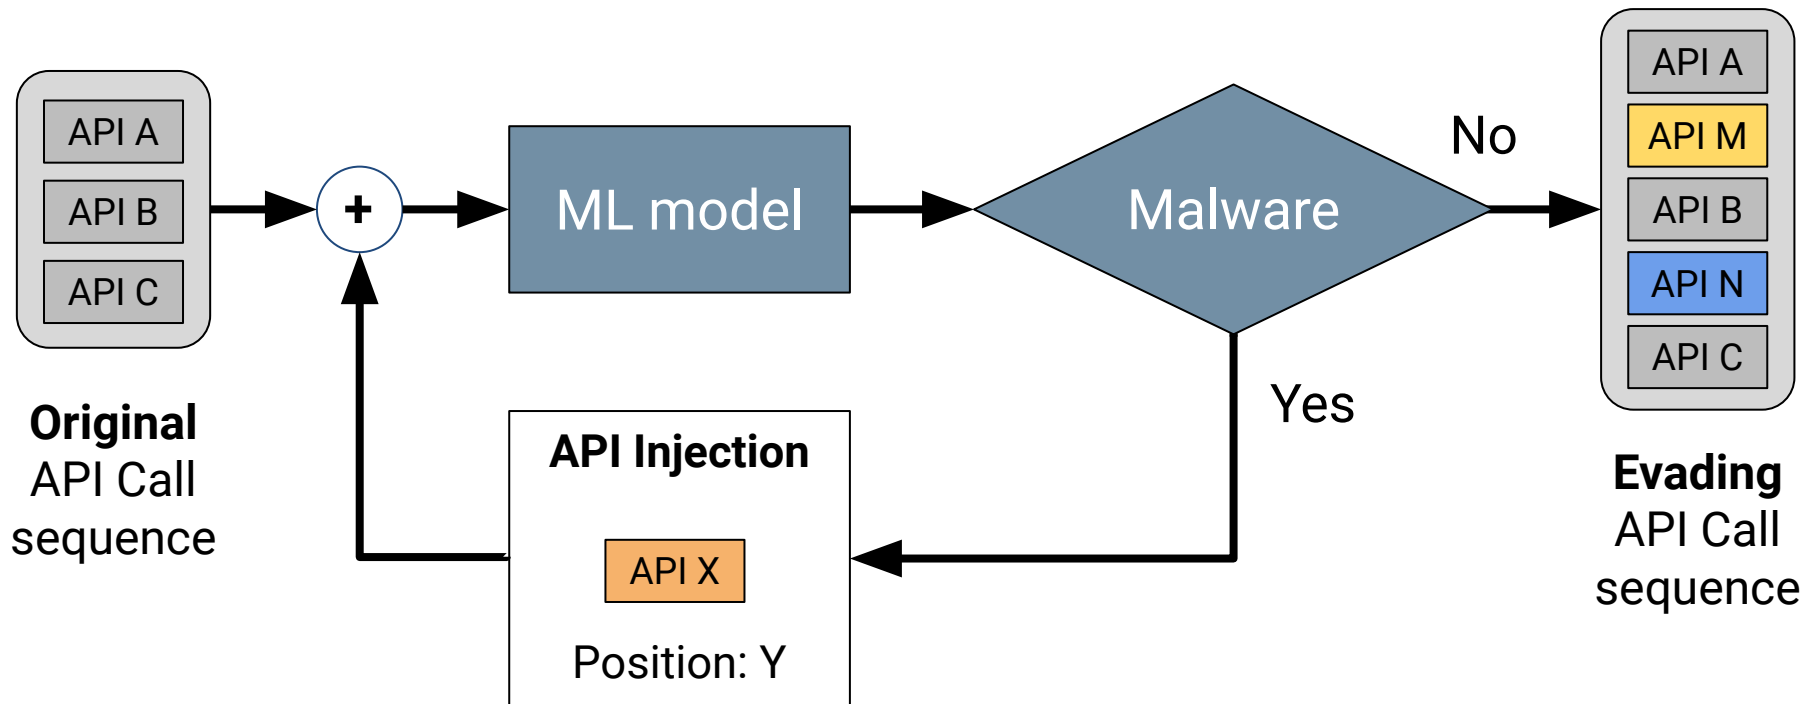 API A
API B
API C
Original
API Call
sequence
+
ML model
Malware
No
Yes
API Injection
API X
Position: Y
API A
API M
API B
API N
API C
Evading
API Call
sequence